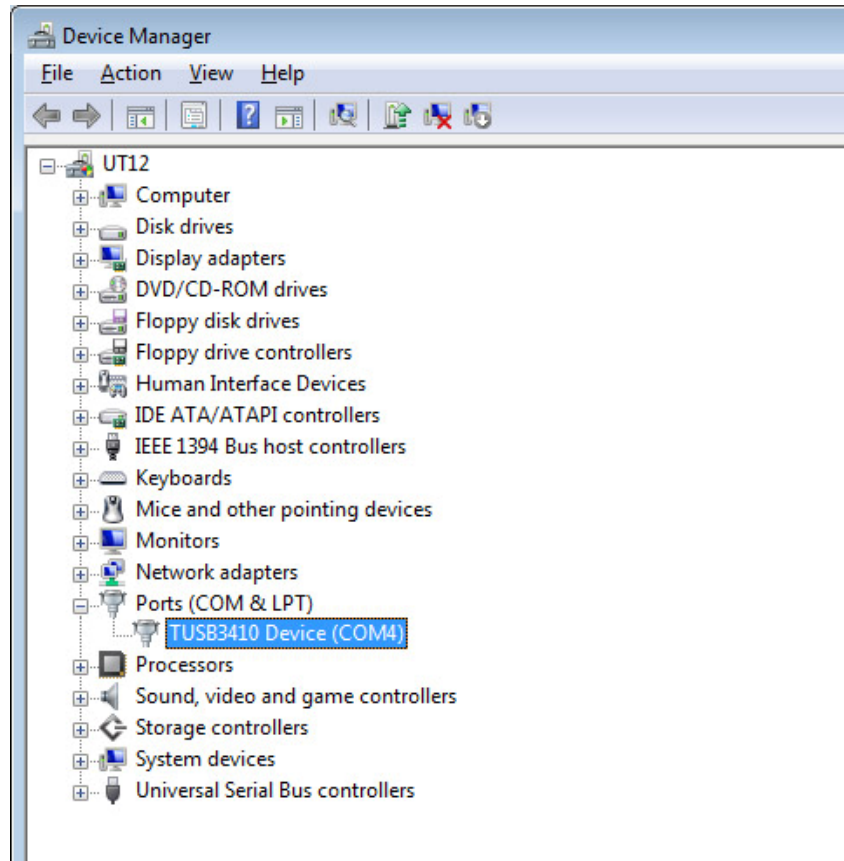 Device Manager
File Action View Help
UT12
Computer
Disk drives
Display adapters
DVD/CD-ROM drives
Floppy disk drives
Floppy drive controllers
Human Interface Devices
IDE ATA/ATAPI controllers
IEEE 1394 Bus host controllers
Keyboards
Mice and other pointing devices
Monitors
Network adapters
Ports (COM & LPT)
TUSB3410 Device (COM4)
Processors
Sound, video and game controllers
Storage controllers
System devices
Universal Serial Bus controllers